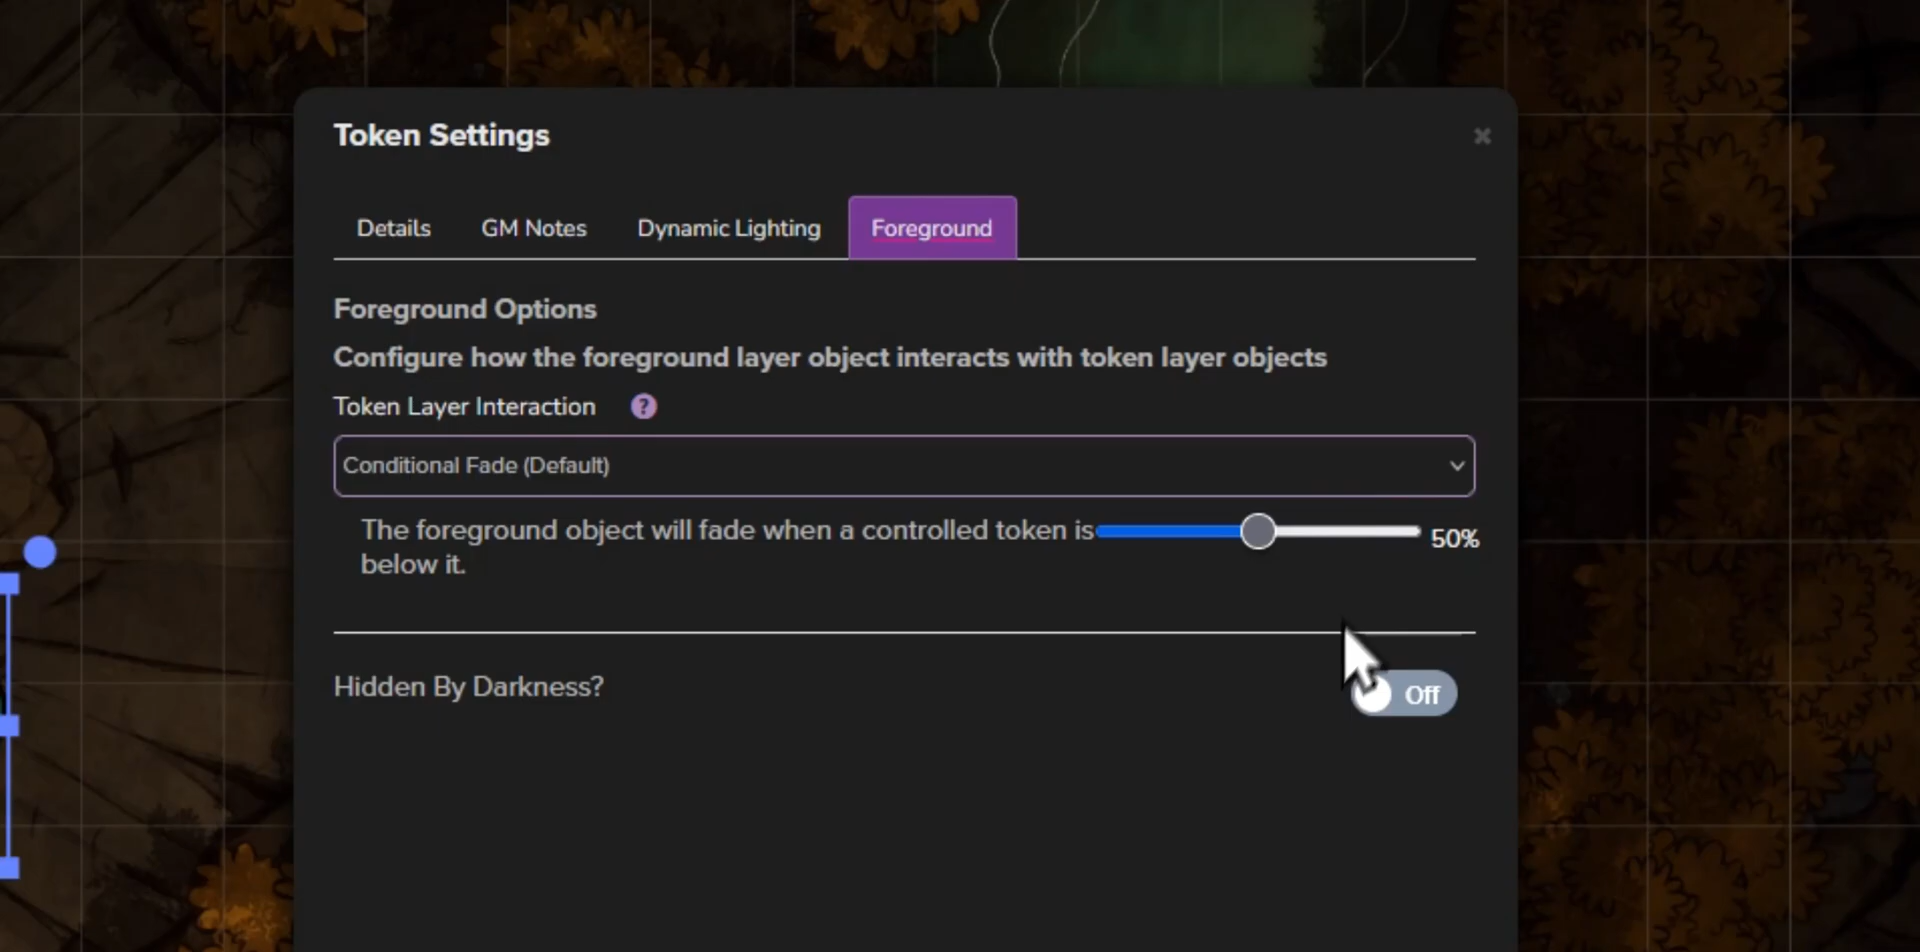 Token Settings
Details GM Notes Dynamic Lighting Foreground
Foreground Options
Configure how the foreground layer object interacts with token layer objects
Token Layer Interaction ?
Conditional Fade (Default)
The foreground object will fade when a controlled token is
below it.
50%
Hidden By Darkness? Off